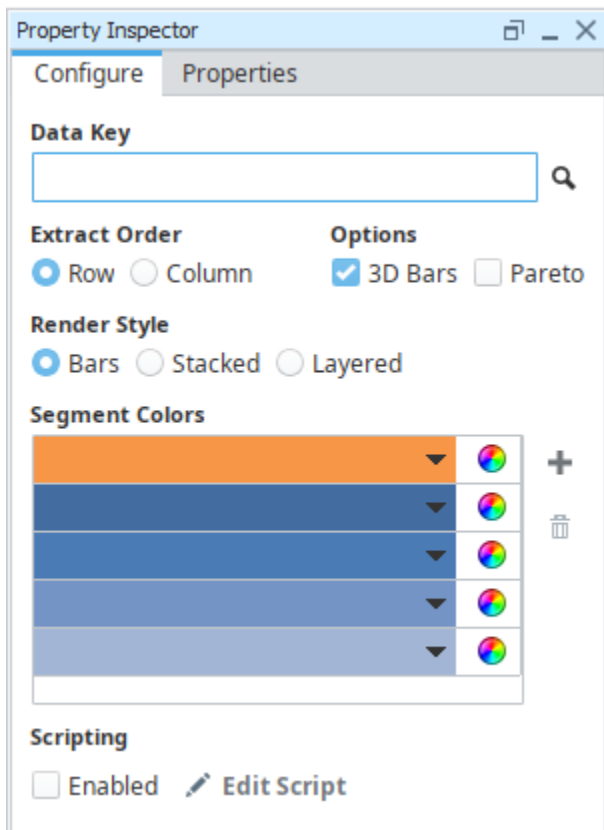 Property Inspector
Configure Properties
Data Key
Extract Order Options
Row Column 3D Bars Pareto
Render Style
Bars Stacked Layered
Segment Colors
Scripting
Enabled Edit Script